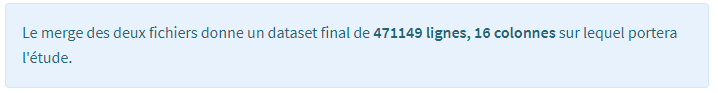 Le merge des deux fichiers donne un dataset final de 471149 lignes, 16 colonnes sur lequel portera
l'étude.